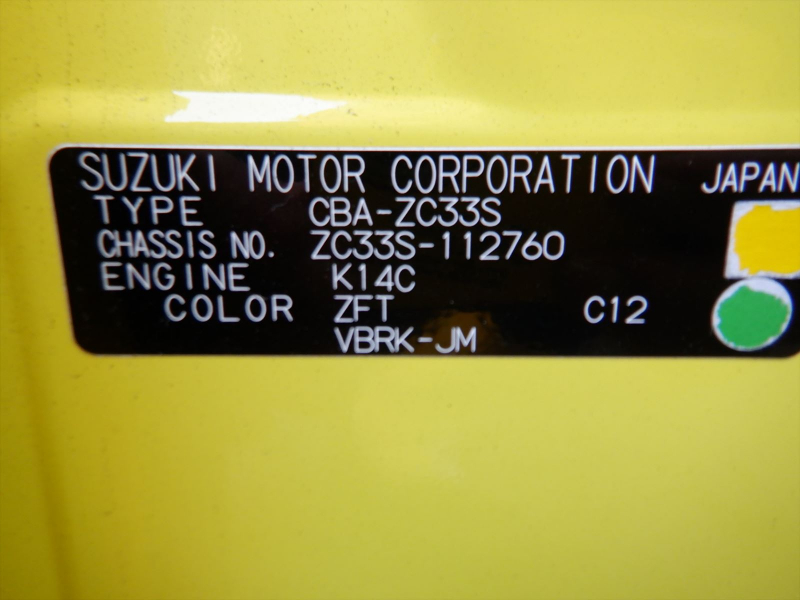 SUZUKI MOTOR CORPORATION JAPAN
TYPE CBA-ZC33S
CHASSIS NO. ZC33S-112760
ENGINE K14C
COLOR ZFT C12
VBRK-JM